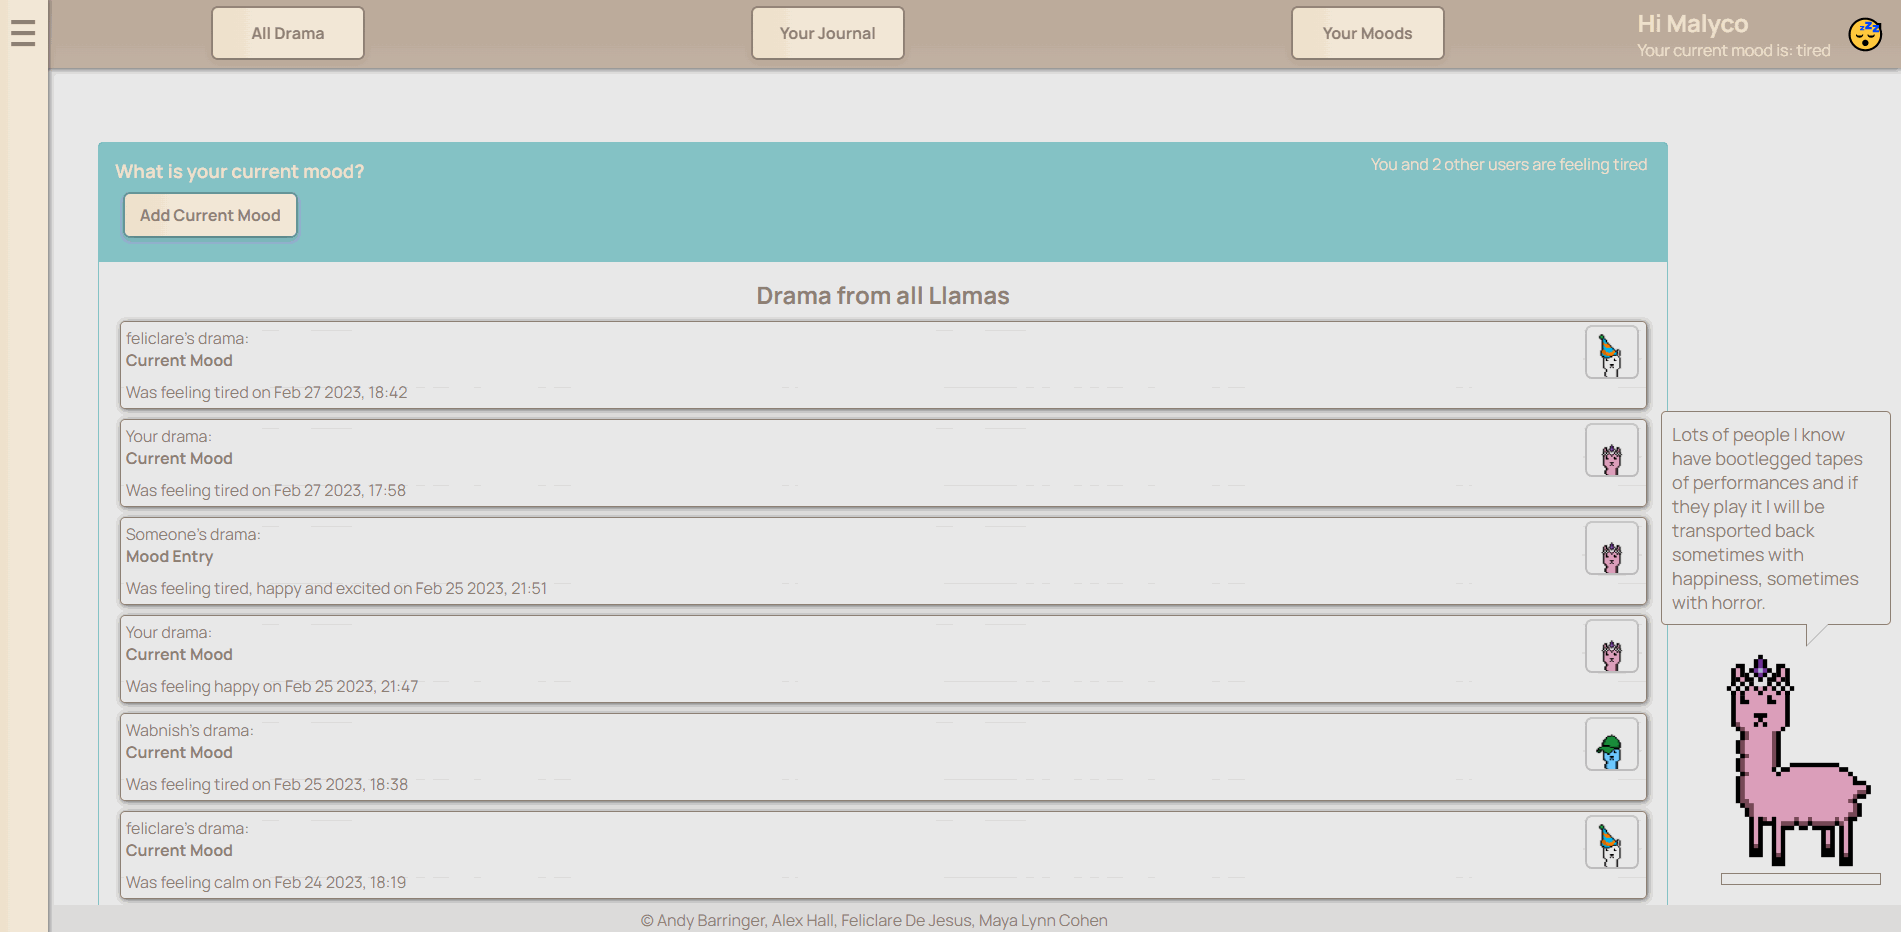 All Drama
Your Journal
Your Moods
Hi Malyco
Your current mood is: tired
What is your current mood?
You and 2 other users are feeling tired
Add Current Mood
Drama from all Llamas
feliclare's drama:
Current Mood
Was feeling tired on Feb 27 2023, 18:42
Your drama:
Current Mood
Was feeling tired on Feb 27 2023, 17:58
Someone's drama:
Mood Entry
Was feeling tired, happy and excited on Feb 25 2023, 21:51
Your drama:
Current Mood
Was feeling happy on Feb 25 2023, 21:47
Wabnish's drama:
Current Mood
Was feeling tired on Feb 25 2023, 18:38
feliclare's drama:
Current Mood
Was feeling calm on Feb 24 2023, 18:19
Lots of people I know
have bootlegged tapes
of performances and if
they play it I will be
transported back
sometimes with
happiness, sometimes
with horror.
© Andy Barringer, Alex Hall, Feliclare De Jesus, Maya Lynn Cohen